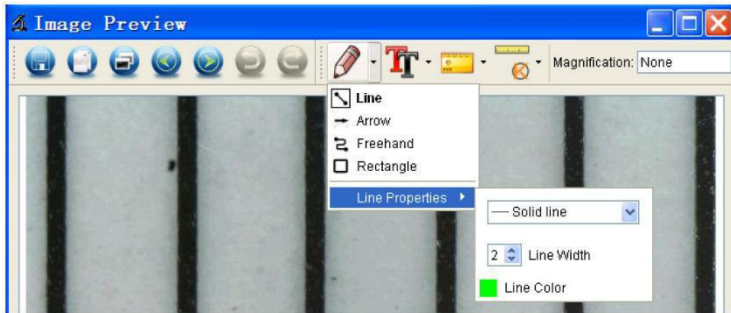 Image Preview
Magnification: None
Line
Arrow
Freehand
Rectangle
Line Properties
Solid line
2 Line Width
Line Color